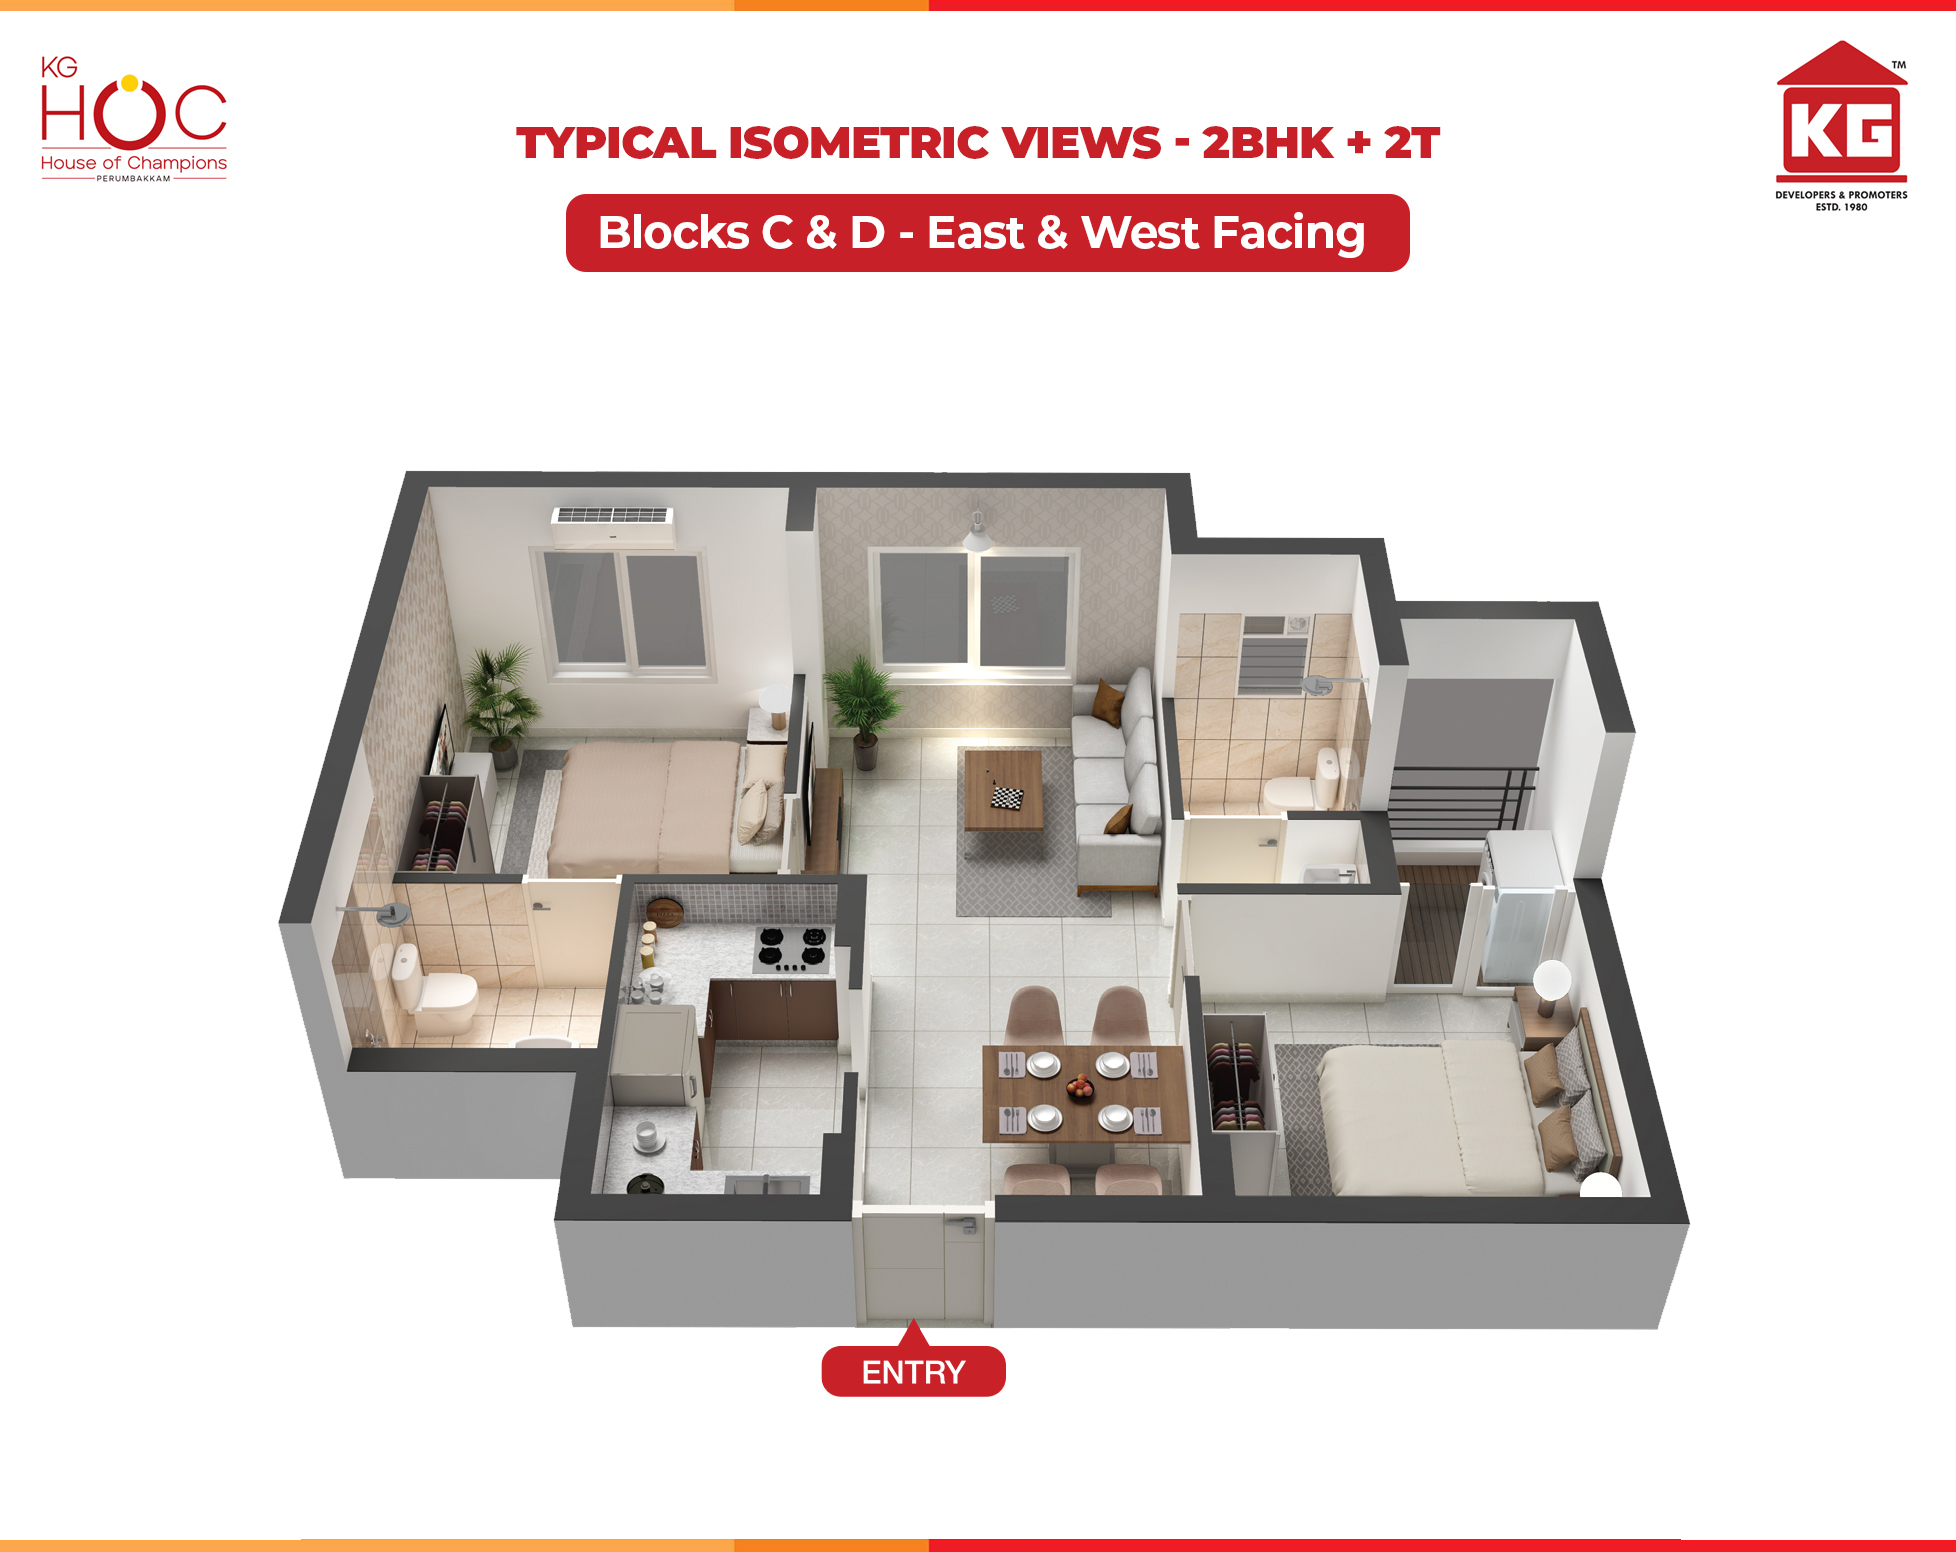 KG
HOC
House of Champions
PERUMBAKKAM
TYPICAL ISOMETRIC VIEWS - 2BHK + 2T
Blocks C & D - East & West Facing
TM
KG
DEVELOPERS & PROMOTERS
ESTD. 1980
ENTRY